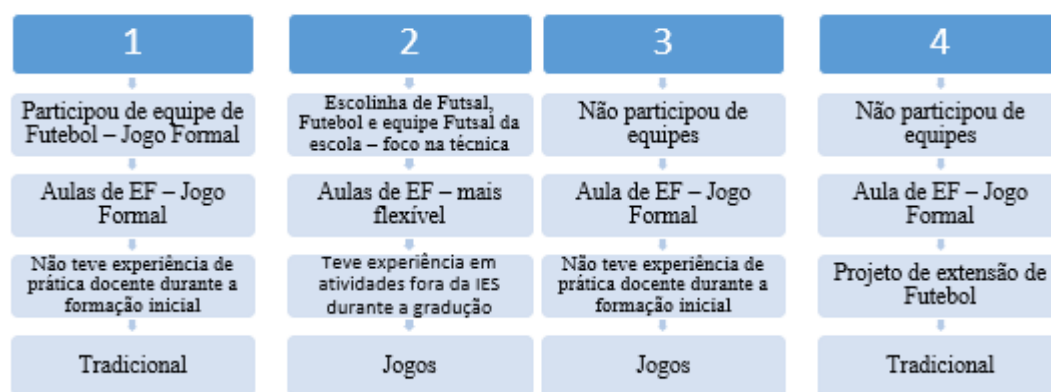 1
Participou de equipe de
Futebol – Jogo Formal
Aulas de EF – Jogo
Formal
Não teve experiência de
prática docente durante a
formação inicial
Tradicional
2
Escolinha de Futsal,
Futebol e equipe Futsal da
escola – foco na técnica
Aulas de EF – mais
flexível
Teve experiência em
atividades fora da IES
durante a gradução
Jogos
3
Não participou de
equipes
Aula de EF – Jogo
Formal
Não teve experiência de
prática docente durante a
formação inicial
Jogos
4
Não participou de
equipes
Aula de EF – Jogo
Formal
Projeto de extensão de
Futebol
Tradicional